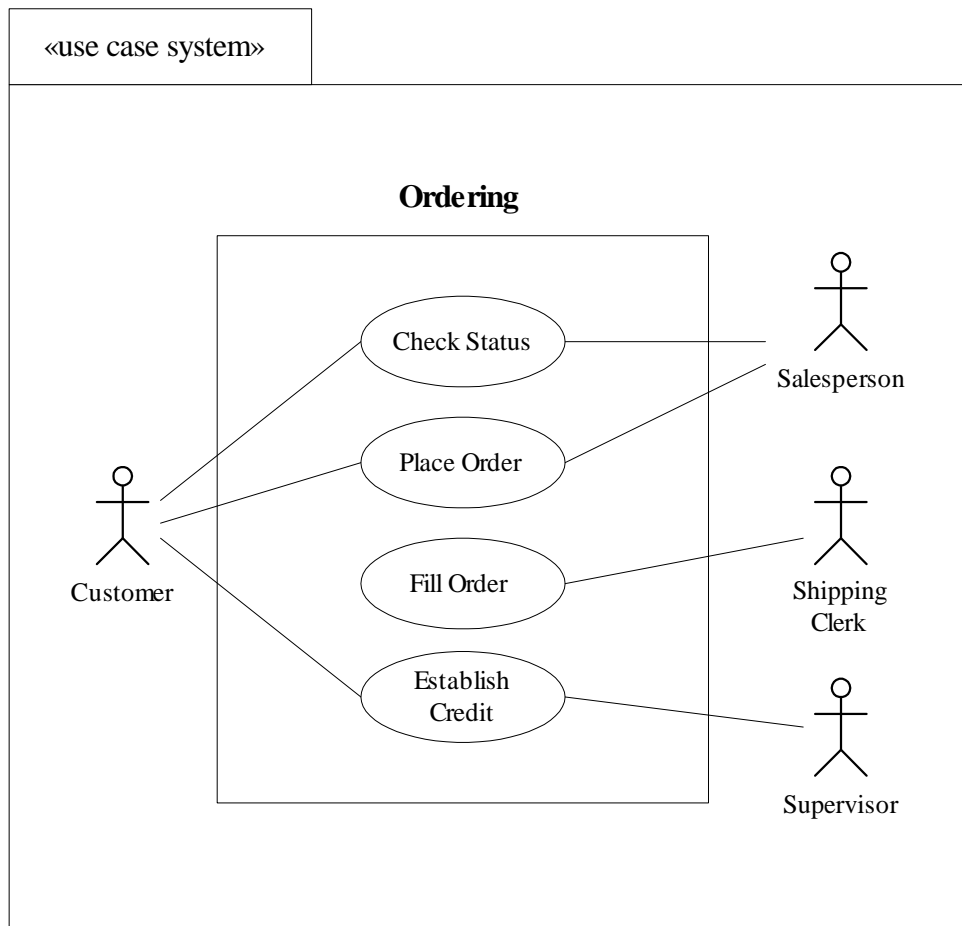 «use case system»
Ordering
Check Status
Salesperson
Place Order
Customer
Fill Order
Shipping
Clerk
Establish
Credit
Supervisor